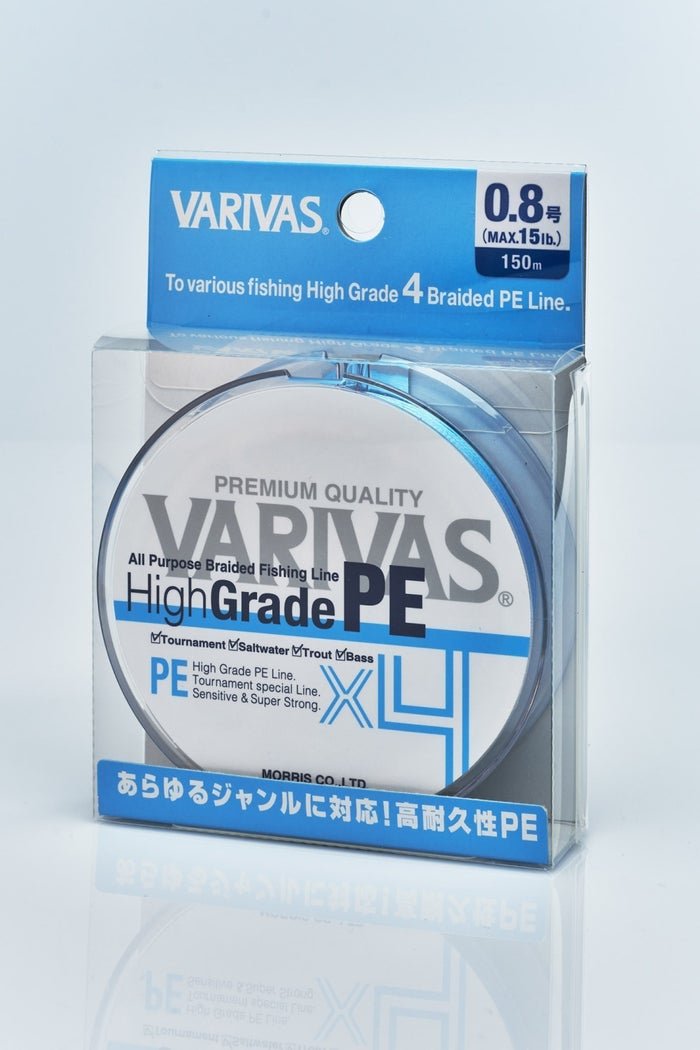 VARIVAS®
0.8号
(MAX.15lb.)
150m
To various fishing High Grade 4 Braided PE Line.
PREMIUM QUALITY
VARIVAS®
All Purpose Braided Fishing Line
HighGradePE
☑Tournament ☑Saltwater ☑Trout ☑Bass
PE
High Grade PE Line.
Tournament special Line.
Sensitive & Super Strong.
X4
MORRIS CO.,LTD
あらゆるジャンルに対応!高耐久性PE